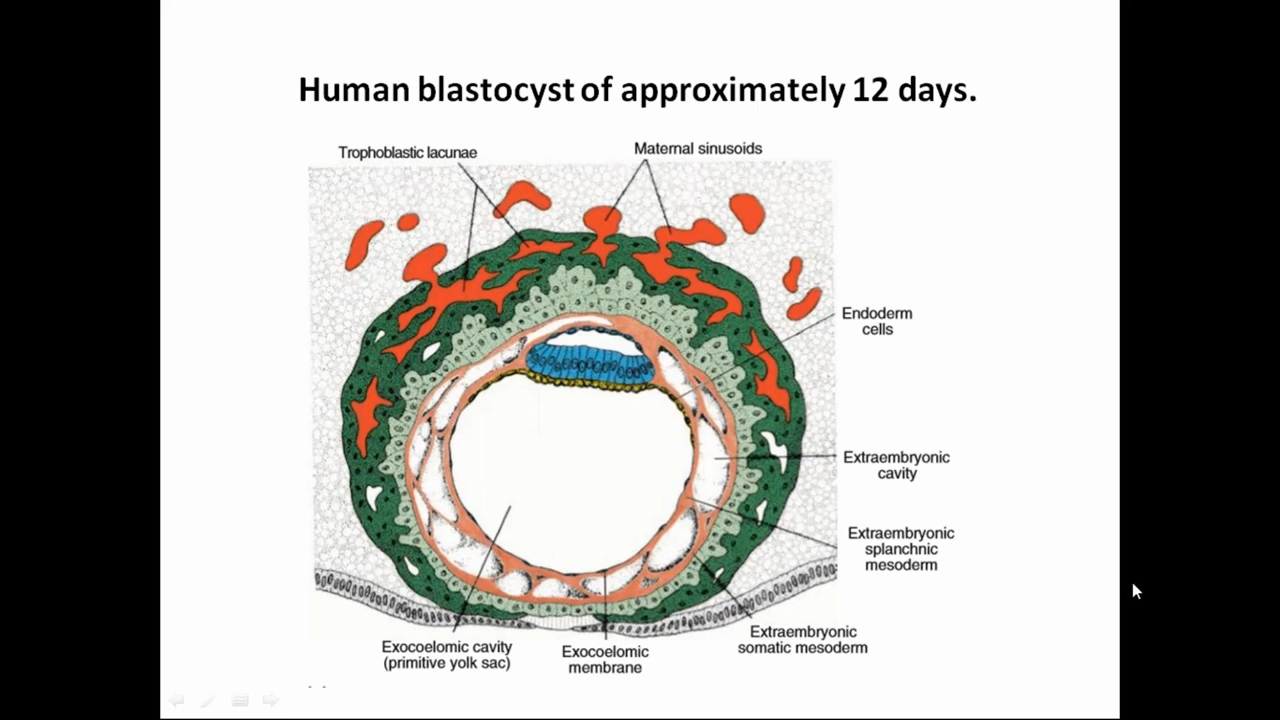 Human blastocyst of approximately 12 days.
Trophoblastic lacunae
Maternal sinusoids
Endoderm
cells
Extraembryonic
cavity
Extraembryonic
splanchnic
mesoderm
Extraembryonic
somatic mesoderm
Exocoelomic
membrane
Exocoelomic cavity
(primitive yolk sac)